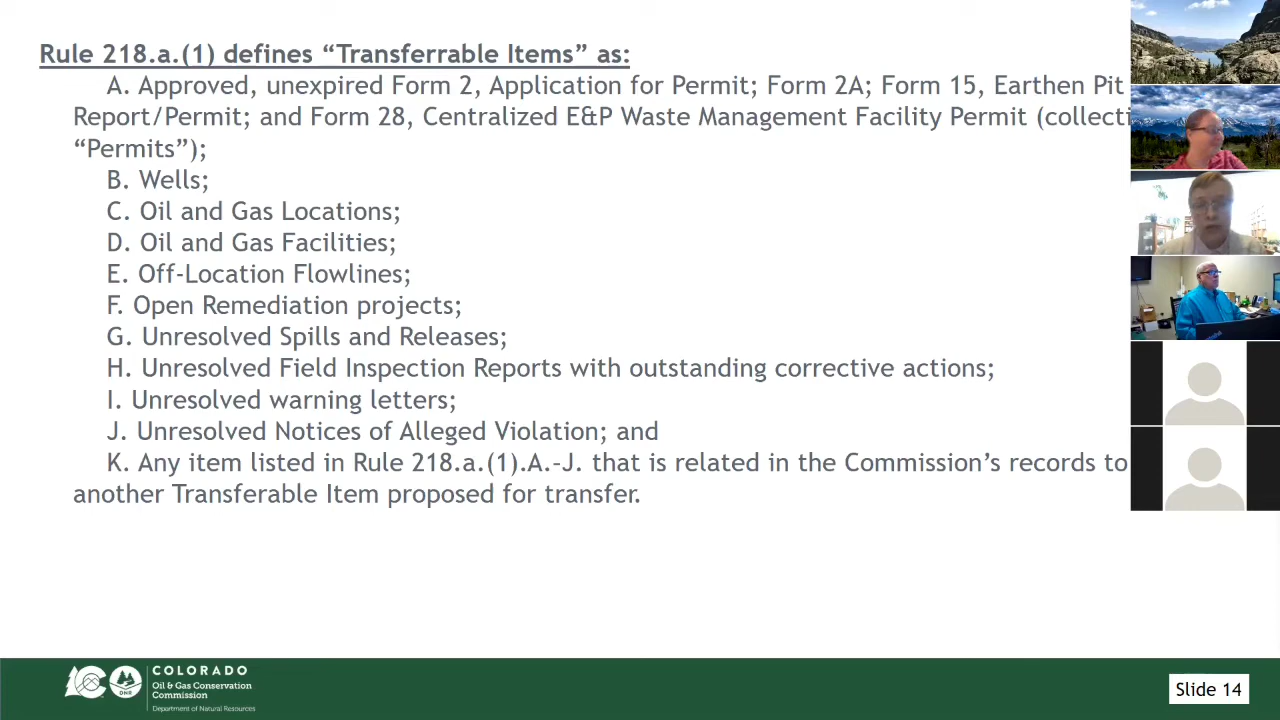 Rule 218.a.(1) defines “Transferrable Items” as:
A. Approved, unexpired Form 2, Application for Permit; Form 2A; Form 15, Earthen Pit
Report/Permit; and Form 28, Centralized E&P Waste Management Facility Permit (collecti
“Permits”);
B. Wells;
C. Oil and Gas Locations;
D. Oil and Gas Facilities;
E. Off-Location Flowlines;
F. Open Remediation projects;
G. Unresolved Spills and Releases;
H. Unresolved Field Inspection Reports with outstanding corrective actions;
I. Unresolved warning letters;
J. Unresolved Notices of Alleged Violation; and
K. Any item listed in Rule 218.a.(1).A.-J. that is related in the Commission’s records to
another Transferable Item proposed for transfer.
DNR
COLORADO
Oil & Gas Conservation
Commission
Department of Natural Resources
Slide 14